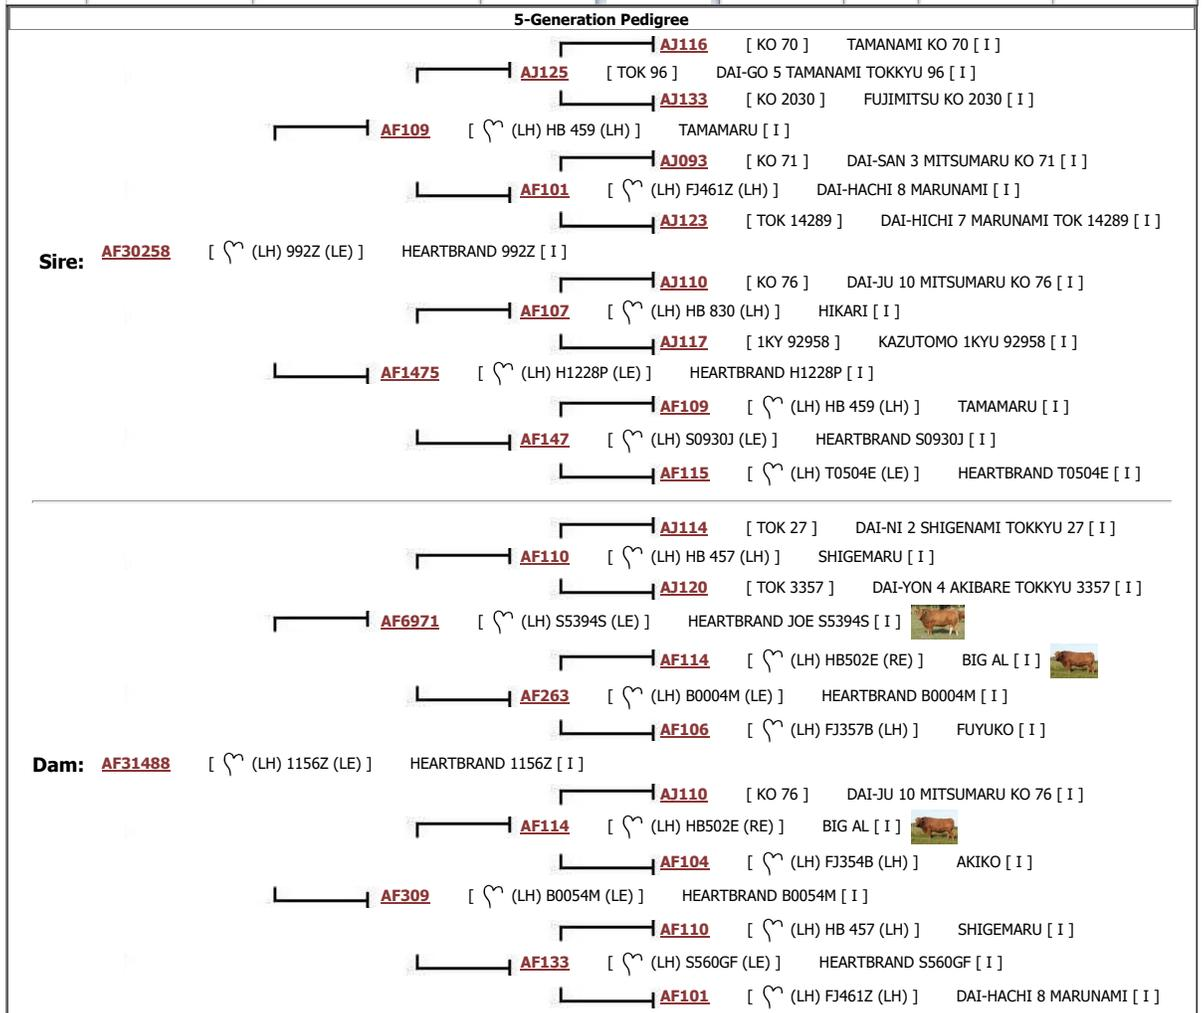 5-Generation Pedigree
AJ116 [ KO 70 ] TAMANAMI KO 70 [ I ]
AJ125 [ TOK 96 ] DAI-GO 5 TAMANAMI TOKKYU 96 [ I ]
AJ133 [ KO 2030 ] FUJIMITSU KO 2030 [ I ]
AF109 [ (LH) HB 459 (LH) ] TAMAMARU [ I ]
AJ093 [ KO 71 ] DAI-SAN 3 MITSUMARU KO 71 [ I ]
AF101 [ (LH) FJ461Z (LH) ] DAI-HACHI 8 MARUNAMI [ I ]
AJ123 [ TOK 14289 ] DAI-HICHI 7 MARUNAMI TOK 14289 [ I ]
Sire: AF30258 [ (LH) 992Z (LE) ] HEARTBRAND 992Z [ I ]
AJ110 [ KO 76 ] DAI-JU 10 MITSUMARU KO 76 [ I ]
AF107 [ (LH) HB 830 (LH) ] HIKARI [ I ]
AJ117 [ 1KY 92958 ] KAZUTOMO 1KYU 92958 [ I ]
AF1475 [ (LH) H1228P (LE) ] HEARTBRAND H1228P [ I ]
AF109 [ (LH) HB 459 (LH) ] TAMAMARU [ I ]
AF147 [ (LH) S0930J (LE) ] HEARTBRAND S0930J [ I ]
AF115 [ (LH) T0504E (LE) ] HEARTBRAND T0504E [ I ]
AJ114 [ TOK 27 ] DAI-NI 2 SHIGENAMI TOKKYU 27 [ I ]
AF110 [ (LH) HB 457 (LH) ] SHIGEMARU [ I ]
AJ120 [ TOK 3357 ] DAI-YON 4 AKIBARE TOKKYU 3357 [ I ]
AF6971 [ (LH) S5394S (LE) ] HEARTBRAND JOE S5394S [ I ]
AF114 [ (LH) HB502E (RE) ] BIG AL [ I ]
AF263 [ (LH) B0004M (LE) ] HEARTBRAND B0004M [ I ]
AF106 [ (LH) FJ357B (LH) ] FUYUKO [ I ]
Dam: AF31488 [ (LH) 1156Z (LE) ] HEARTBRAND 1156Z [ I ]
AJ110 [ KO 76 ] DAI-JU 10 MITSUMARU KO 76 [ I ]
AF114 [ (LH) HB502E (RE) ] BIG AL [ I ]
AF104 [ (LH) FJ354B (LH) ] AKIKO [ I ]
AF309 [ (LH) B0054M (LE) ] HEARTBRAND B0054M [ I ]
AF110 [ (LH) HB 457 (LH) ] SHIGEMARU [ I ]
AF133 [ (LH) S560GF (LE) ] HEARTBRAND S560GF [ I ]
AF101 [ (LH) FJ461Z (LH) ] DAI-HACHI 8 MARUNAMI [ I ]